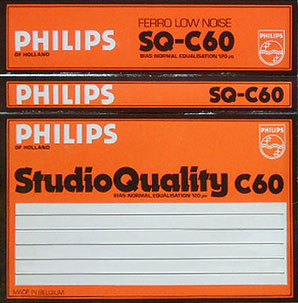 FERRO LOW NOISE
PHILIPS SQ-C60
OF HOLLAND BIAS: NORMAL, EQUALISATION 120 µs PHILIPS
PHILIPS SQ-C60
PHILIPS
OF HOLLAND PHILIPS
StudioQuality C60
BIAS: NORMAL, EQUALISATION 120 µs
MADE IN BELGIUM